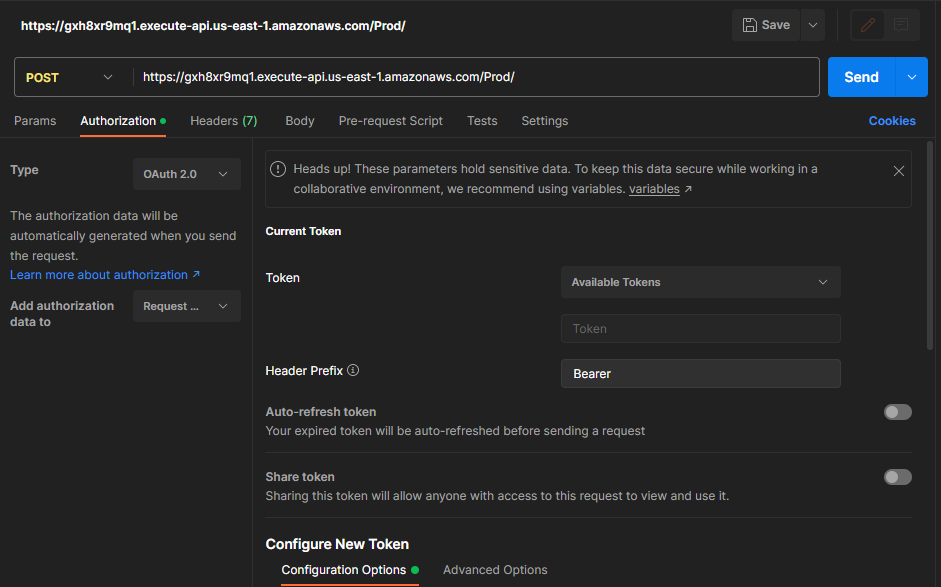 https://gxh8xr9mq1.execute-api.us-east-1.amazonaws.com/Prod/
Save
POST
https://gxh8xr9mq1.execute-api.us-east-1.amazonaws.com/Prod/
Send
Params
Authorization
Headers (7)
Body
Pre-request Script
Tests
Settings
Cookies
Type
OAuth 2.0
The authorization data will be
automatically generated when you send
the request.
Learn more about authorization ↗
Add authorization
data to
Request ...
Heads up! These parameters hold sensitive data. To keep this data secure while working in a
collaborative environment, we recommend using variables. variables ↗
Current Token
Token
Available Tokens
Token
Header Prefix
Bearer
Auto-refresh token
Your expired token will be auto-refreshed before sending a request
Share token
Sharing this token will allow anyone with access to this request to view and use it.
Configure New Token
Configuration Options
Advanced Options